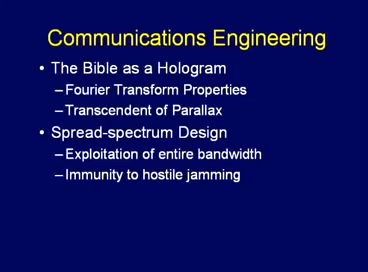 Communications Engineering
• The Bible as a Hologram
– Fourier Transform Properties
– Transcendent of Parallax
• Spread-spectrum Design
– Exploitation of entire bandwidth
– Immunity to hostile jamming